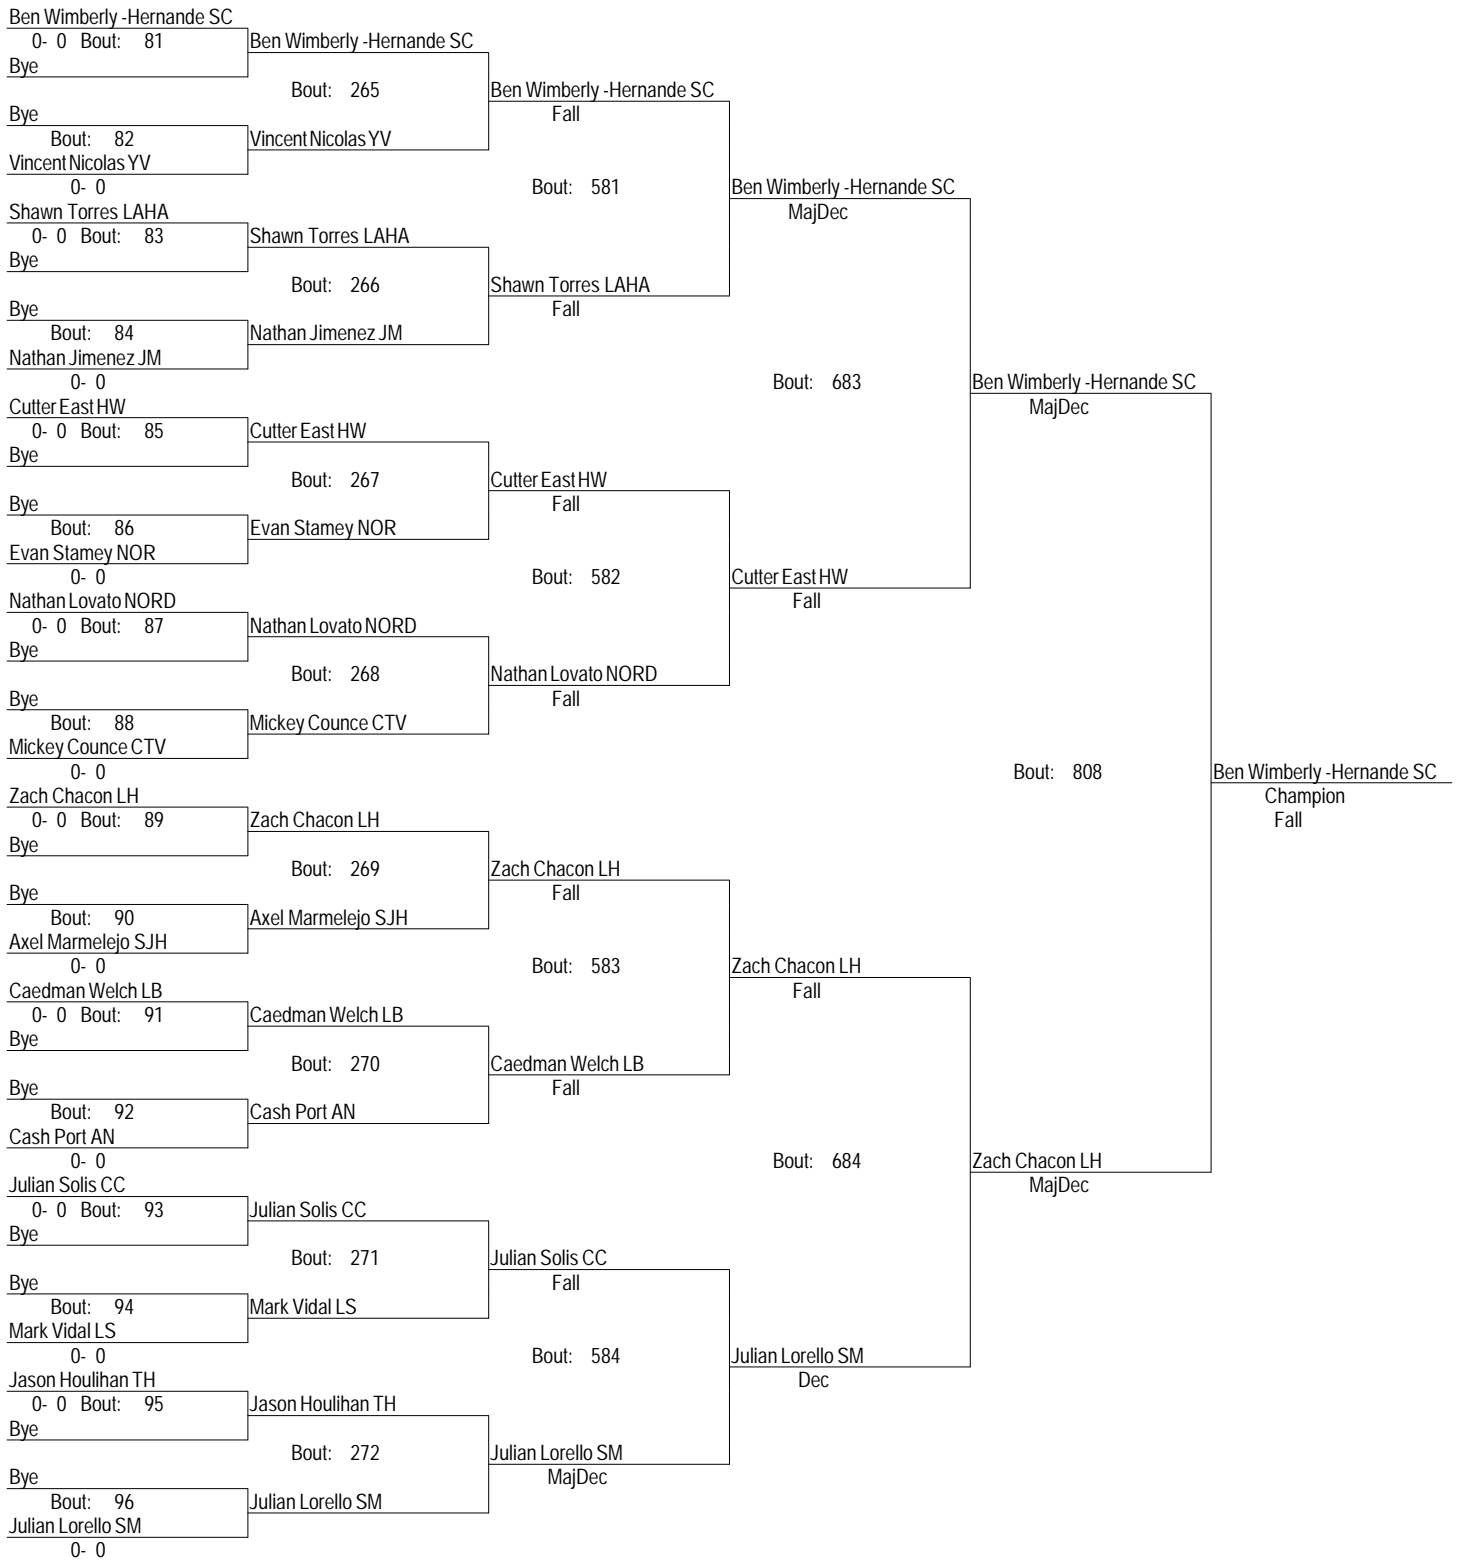 Ben Wimberly -Hernande SC
0- 0 Bout: 81 Ben Wimberly -Hernande SC
Bye
Bout: 265 Ben Wimberly -Hernande SC
Bye Fall
Bout: 82 Vincent Nicolas YV
Vincent Nicolas YV
0- 0 Bout: 581 Ben Wimberly -Hernande SC
Shawn Torres LAHA MajDec
0- 0 Bout: 83 Shawn Torres LAHA
Bye
Bout: 266 Shawn Torres LAHA
Bye Fall
Bout: 84 Nathan Jimenez JM
Nathan Jimenez JM
0- 0 Bout: 683 Ben Wimberly -Hernande SC
Cutter East HW MajDec
0- 0 Bout: 85 Cutter East HW
Bye
Bout: 267 Cutter East HW
Bye Fall
Bout: 86 Evan Stamey NOR
Evan Stamey NOR
0- 0 Bout: 582 Cutter East HW
Nathan Lovato NORD Fall
0- 0 Bout: 87 Nathan Lovato NORD
Bye
Bout: 268 Nathan Lovato NORD
Bye Fall
Bout: 88 Mickey Counce CTV
Mickey Counce CTV
0- 0 Bout: 808 Ben Wimberly -Hernande SC
Zach Chacon LH Champion
0- 0 Bout: 89 Zach Chacon LH Fall
Bye
Bout: 269 Zach Chacon LH
Bye Fall
Bout: 90 Axel Marmelejo SJH
Axel Marmelejo SJH
0- 0 Bout: 583 Zach Chacon LH
Caedman Welch LB Fall
0- 0 Bout: 91 Caedman Welch LB
Bye
Bout: 270 Caedman Welch LB
Bye Fall
Bout: 92 Cash Port AN
Cash Port AN
0- 0 Bout: 684 Zach Chacon LH
Julian Solis CC MajDec
0- 0 Bout: 93 Julian Solis CC
Bye
Bout: 271 Julian Solis CC
Bye Fall
Bout: 94 Mark Vidal LS
Mark Vidal LS
0- 0 Bout: 584 Julian Lorello SM
Jason Houlihan TH Dec
0- 0 Bout: 95 Jason Houlihan TH
Bye
Bout: 272 Julian Lorello SM
Bye MajDec
Bout: 96 Julian Lorello SM
Julian Lorello SM
0- 0